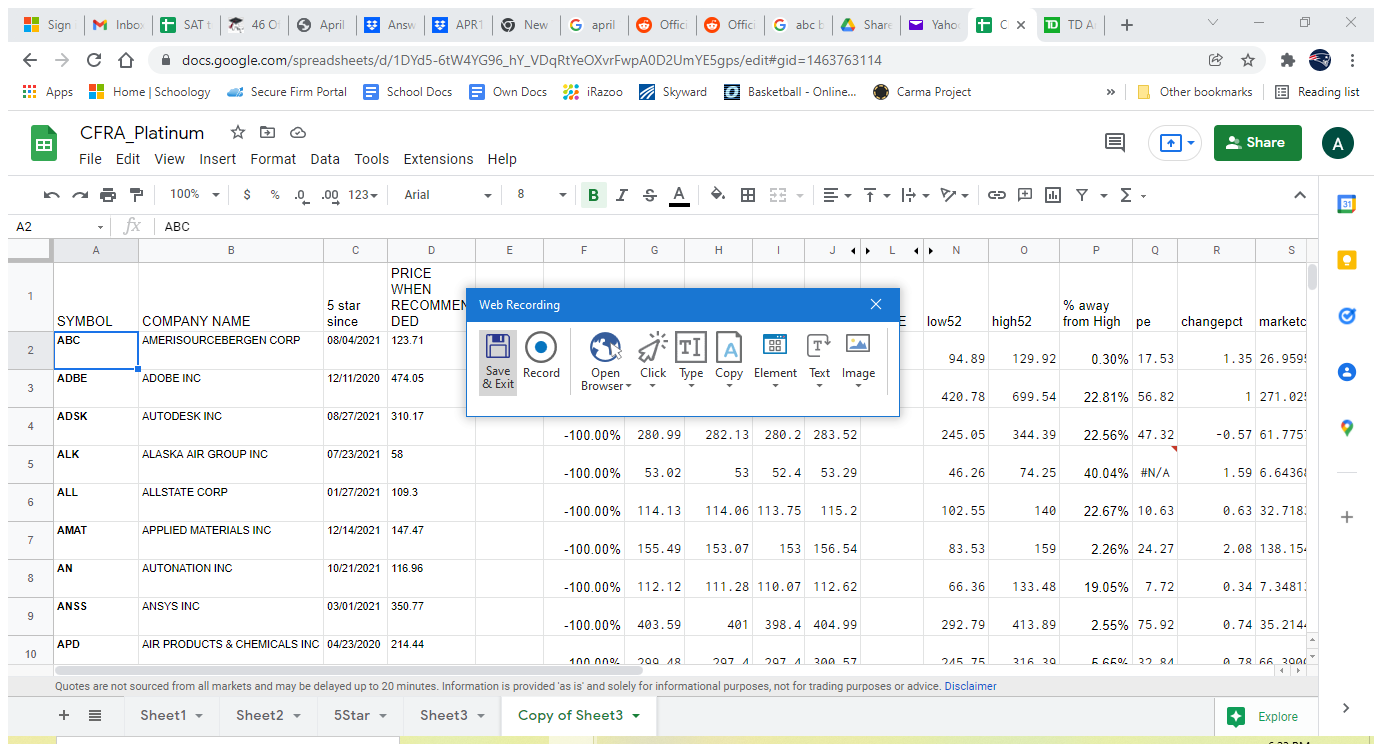 Sign Inbox SAT t 46 O April Answ APR1 New april Offici Offici abc b Share Yaho C TD A
docs.google.com/spreadsheets/d/1DYd5-6tW4YG96_hY_VDqRtYeOXvrFwpA0D2UmYE5gps/edit#gid=1463763114
Apps Home | Schoology Secure Firm Portal School Docs Own Docs iRazoo Skyward Basketball - Online... Carma Project » Other bookmarks Reading list
CFRA_Platinum
File Edit View Insert Format Data Tools Extensions Help
Share A
100% $ % .0 .00 123 Arial 8 B I S A Σ
A2 fx ABC
A B C D E F G H I J L N O P Q R S
1 SYMBOL COMPANY NAME 5 star since PRICE WHEN RECOMMEN DED E low52 high52 % away from High pe changepct marketc
2 ABC AMERISOURCEBERGEN CORP 08/04/2021 123.71 94.89 129.92 0.30% 17.53 1.35 26.959
3 ADBE ADOBE INC 12/11/2020 474.05 420.78 699.54 22.81% 56.82 1 271.02
4 ADSK AUTODESK INC 08/27/2021 310.17 -100.00% 280.99 282.13 280.2 283.52 245.05 344.39 22.56% 47.32 -0.57 61.775
5 ALK ALASKA AIR GROUP INC 07/23/2021 58 -100.00% 53.02 53 52.4 53.29 46.26 74.25 40.04% #N/A 1.59 6.6436
6 ALL ALLSTATE CORP 01/27/2021 109.3 -100.00% 114.13 114.06 113.75 115.2 102.55 140 22.67% 10.63 0.63 32.718
7 AMAT APPLIED MATERIALS INC 12/14/2021 147.47 -100.00% 155.49 153.07 153 156.54 83.53 159 2.26% 24.27 2.08 138.15
8 AN AUTONATION INC 10/21/2021 116.96 -100.00% 112.12 111.28 110.07 112.62 66.36 133.48 19.05% 7.72 0.34 7.3481
9 ANSS ANSYS INC 03/01/2021 350.77 -100.00% 403.59 401 398.4 404.99 292.79 413.89 2.55% 75.92 0.74 35.214
10 APD AIR PRODUCTS & CHEMICALS INC 04/23/2020 214.44 -100.00% 299.48 297.4 297.4 300.57 245.75 316.39 5.65% 32.84 0.78 66.390
Web Recording
Save & Exit Record Open Browser Click Type Copy Element Text Image
Quotes are not sourced from all markets and may be delayed up to 20 minutes. Information is provided 'as is' and solely for informational purposes, not for trading purposes or advice. Disclaimer
Sheet1 Sheet2 5Star Sheet3 Copy of Sheet3 Explore